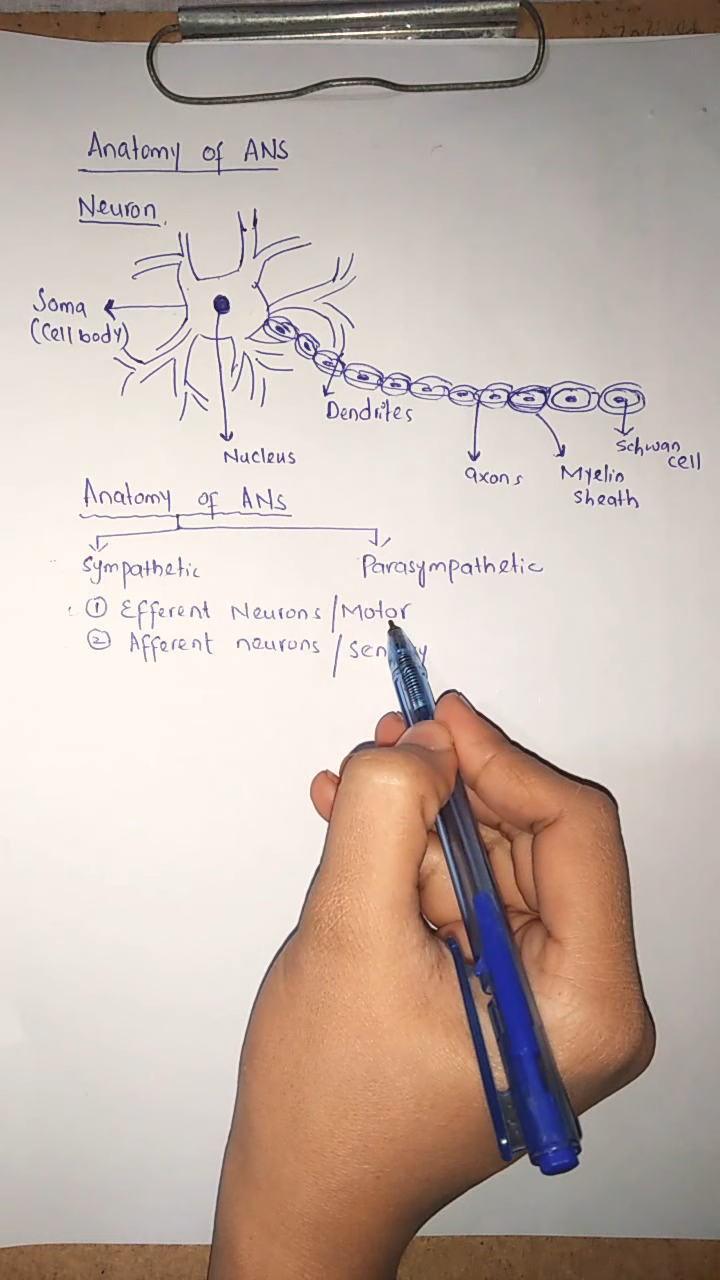 Anatomy of ANS
Neuron
Soma
(Cell body)
Dendrites
Nucleus
axons
Myelin
sheath
Schwan
cell
Anatomy of ANS
Sympathetic
Parasympathetic
① Efferent Neurons / Motor
② Afferent neurons /